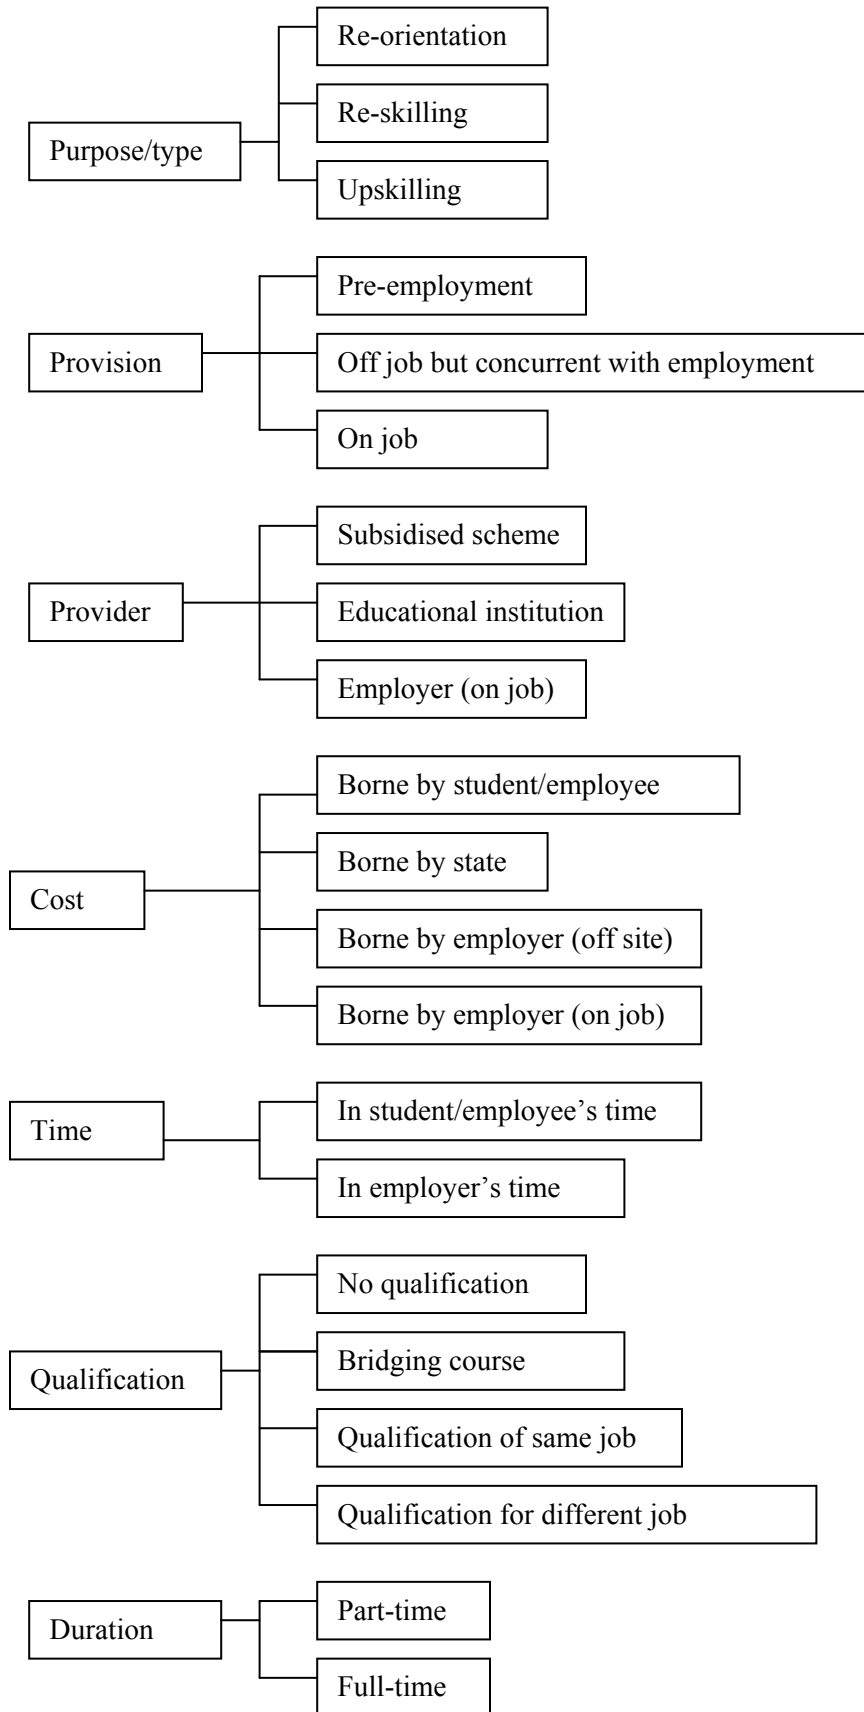 Purpose/type
Re-orientation
Re-skilling
Upskilling
Provision
Pre-employment
Off job but concurrent with employment
On job
Provider
Subsidised scheme
Educational institution
Employer (on job)
Cost
Borne by student/employee
Borne by state
Borne by employer (off site)
Borne by employer (on job)
Time
In student/employee’s time
In employer’s time
Qualification
No qualification
Bridging course
Qualification of same job
Qualification for different job
Duration
Part-time
Full-time